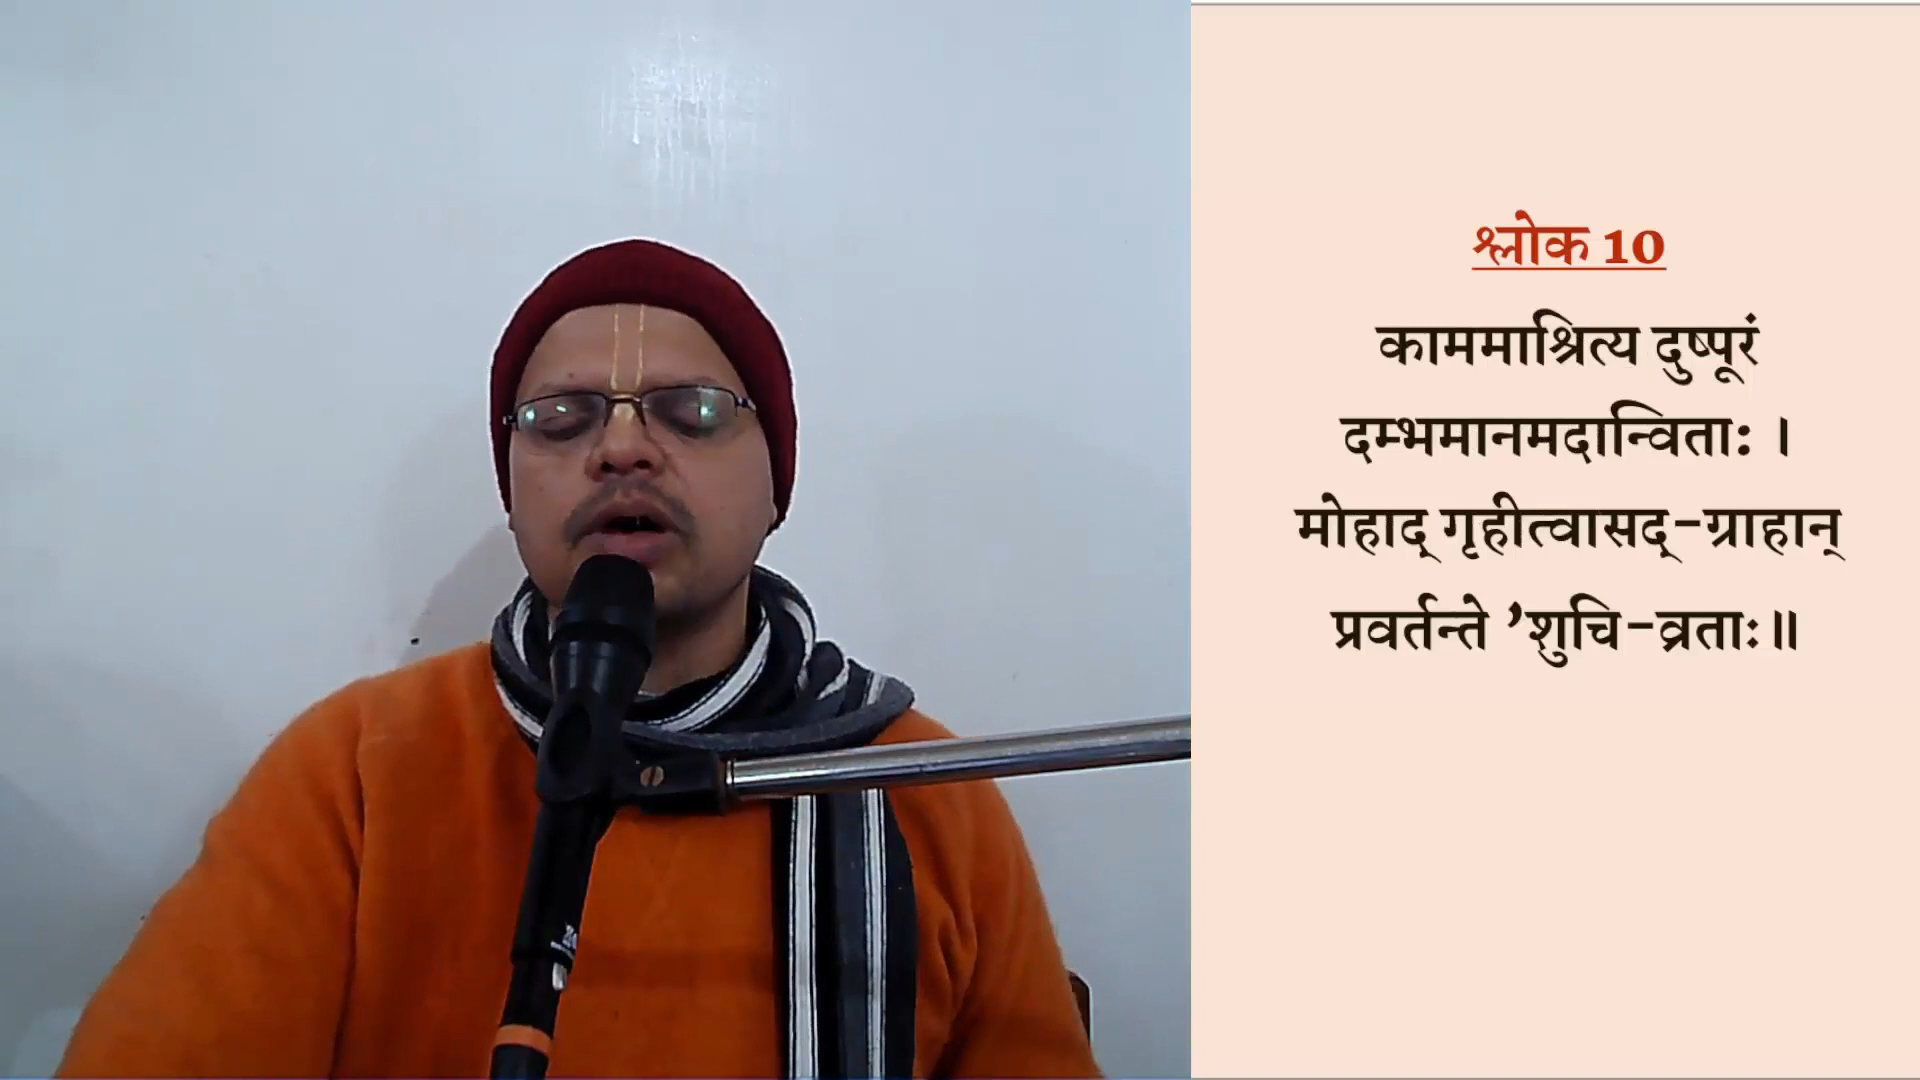 श्लोक 10
काममाश्रित्य दुष्पूरं
दम्भमानमदान्विताः ।
मोहाद् गृहीत्वासद्-ग्राहान्
प्रवर्तन्ते ’शुचि-व्रताः॥